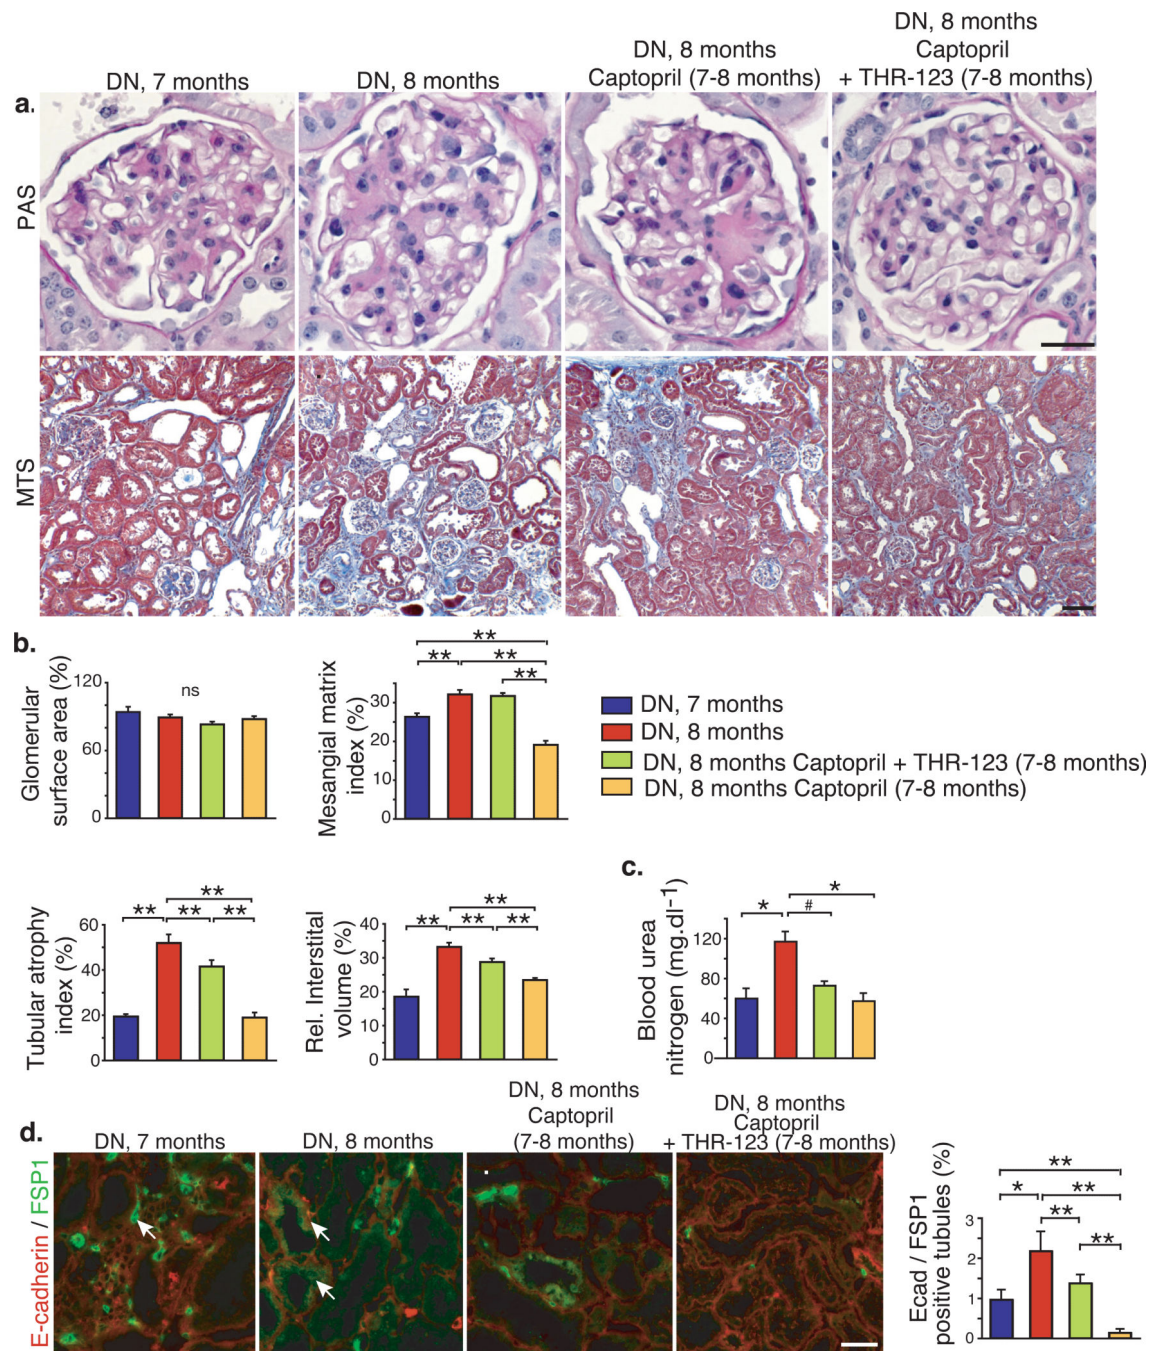 DN, 7 months
DN, 8 months
DN, 8 months
Captopril (7-8 months)
DN, 8 months
Captopril
+ THR-123 (7-8 months)
a.
PAS
MTS
b.
Glomerular
surface area (%)
120
60
0
ns
Mesangial matrix
index (%)
30
20
10
0
**
**
**
**
DN, 7 months
DN, 8 months
DN, 8 months Captopril + THR-123 (7-8 months)
DN, 8 months Captopril (7-8 months)
Tubular atrophy
index (%)
60
40
20
0
**
**
**
**
Rel. Interstital
volume (%)
40
30
20
10
0
**
**
**
**
c.
Blood urea
nitrogen (mg.dl-1)
120
80
40
0
*
*
#
d.
DN, 7 months
DN, 8 months
DN, 8 months
Captopril
(7-8 months)
DN, 8 months
Captopril
+ THR-123 (7-8 months)
E-cadherin / FSP1
Ecad / FSP1
positive tubules (%)
3
2
1
0
**
*
**
**
**